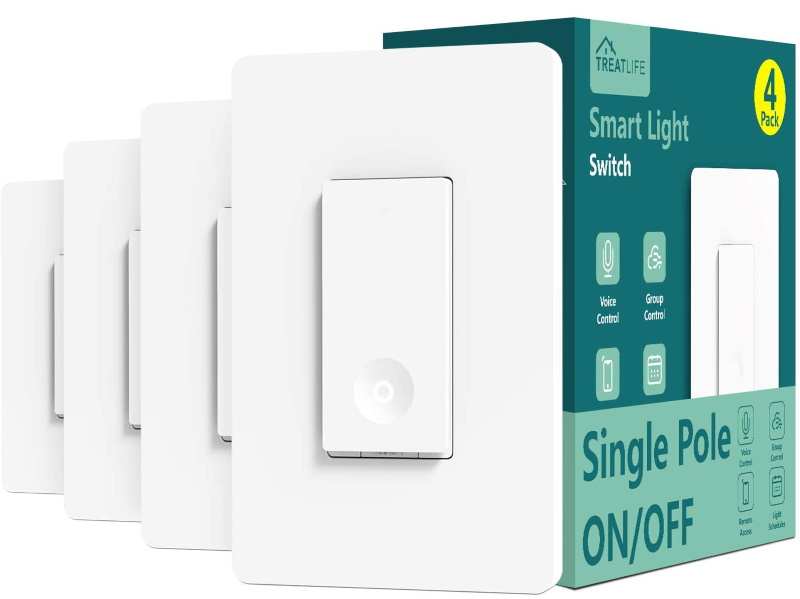 TREATLIFE
4
Pack
Smart Light
Switch
Voice
Control
Group
Control
Single Pole
ON/OFF
Voice
Control
Group
Control
Remote
Access
Light
Schedules